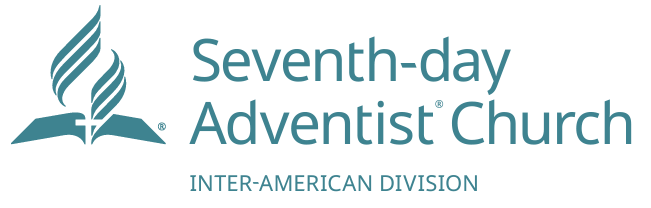 Seventh-day
Adventist® Church
®
INTER-AMERICAN DIVISION